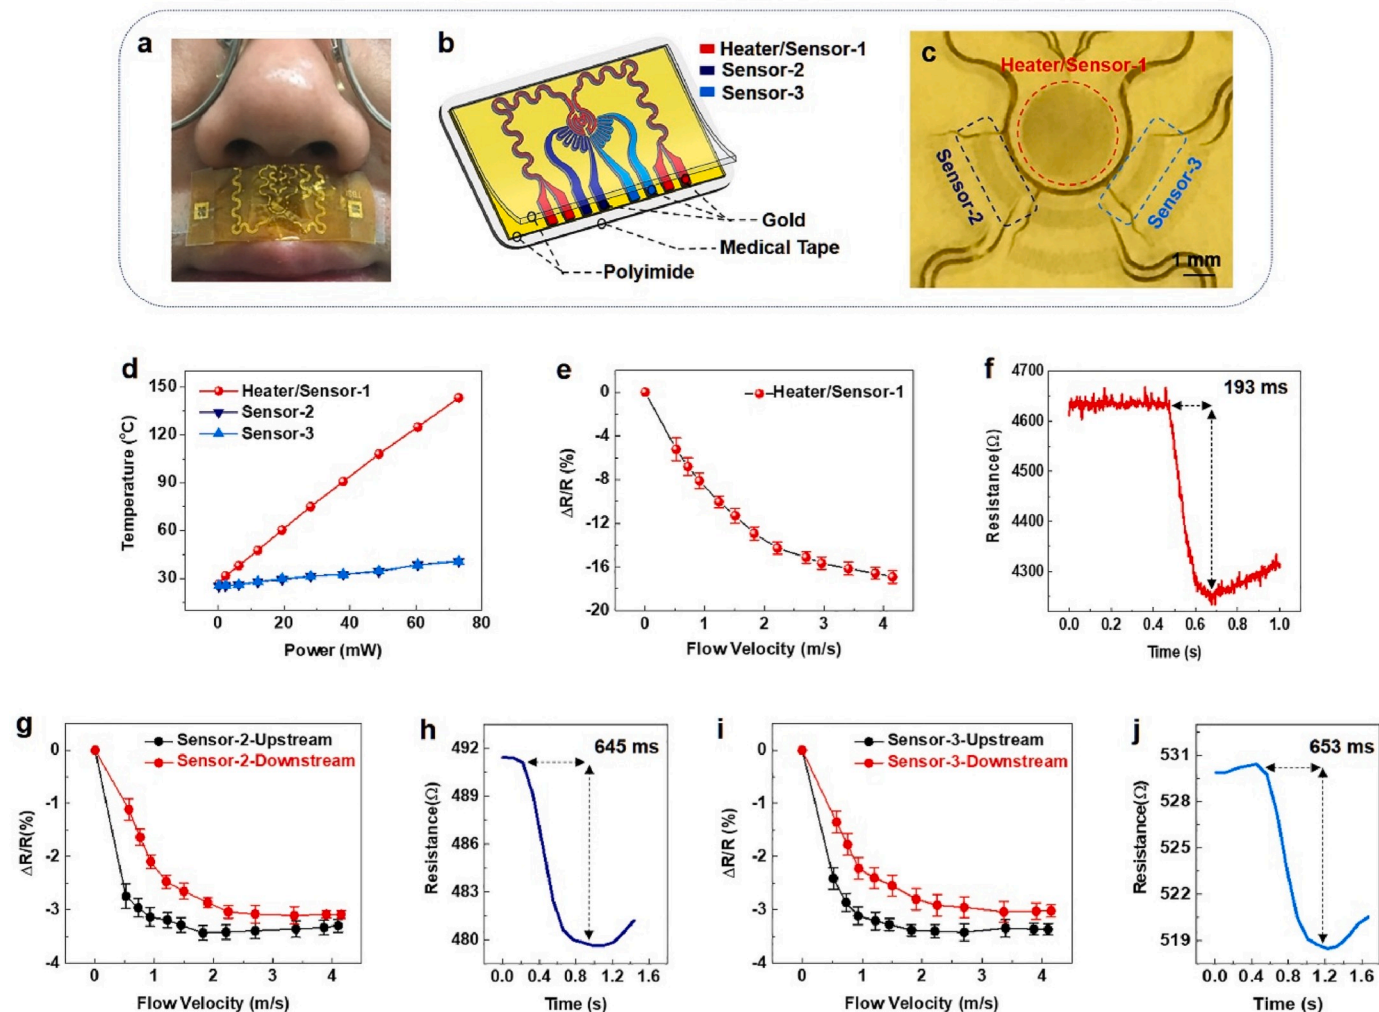 a
b
Heater/Sensor-1
Sensor-2
Sensor-3
Gold
Medical Tape
Polyimide
c
Heater/Sensor-1
Sensor-2
Sensor-3
1 mm
d
Heater/Sensor-1
Sensor-2
Sensor-3
Temperature (°C)
150
120
90
60
30
0 20 40 60 80
Power (mW)
e
Heater/Sensor-1
ΔR/R (%)
0
-4
-8
-12
-16
-20
0 1 2 3 4
Flow Velocity (m/s)
f
193 ms
Resistance(Ω)
4700
4600
4500
4400
4300
0.0 0.2 0.4 0.6 0.8 1.0
Time (s)
g
Sensor-2-Upstream
Sensor-2-Downstream
ΔR/R(%)
0
-1
-2
-3
-4
0 1 2 3 4
Flow Velocity (m/s)
h
645 ms
Resistance(Ω)
492
489
486
483
480
0.0 0.4 0.8 1.2 1.6
Time (s)
i
Sensor-3-Upstream
Sensor-3-Downstream
ΔR/R (%)
0
-1
-2
-3
-4
0 1 2 3 4
Flow Velocity (m/s)
j
653 ms
Resistance(Ω)
531
528
525
522
519
0.0 0.4 0.8 1.2 1.6
Time (s)